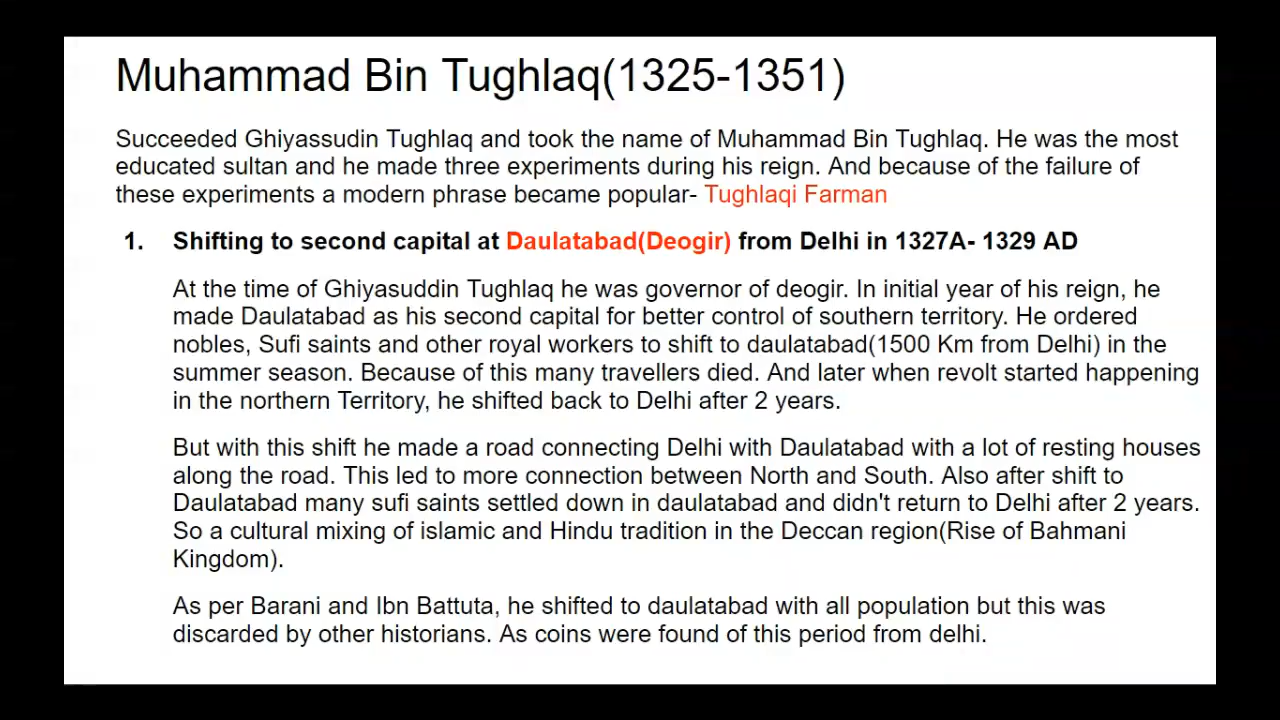 Muhammad Bin Tughlaq(1325-1351)
Succeeded Ghiyassudin Tughlaq and took the name of Muhammad Bin Tughlaq. He was the most
educated sultan and he made three experiments during his reign. And because of the failure of
these experiments a modern phrase became popular- Tughlaqi Farman
1. Shifting to second capital at Daulatabad(Deogir) from Delhi in 1327A- 1329 AD
At the time of Ghiyasuddin Tughlaq he was governor of deogir. In initial year of his reign, he
made Daulatabad as his second capital for better control of southern territory. He ordered
nobles, Sufi saints and other royal workers to shift to daulatabad(1500 Km from Delhi) in the
summer season. Because of this many travellers died. And later when revolt started happening
in the northern Territory, he shifted back to Delhi after 2 years.
But with this shift he made a road connecting Delhi with Daulatabad with a lot of resting houses
along the road. This led to more connection between North and South. Also after shift to
Daulatabad many sufi saints settled down in daulatabad and didn't return to Delhi after 2 years.
So a cultural mixing of islamic and Hindu tradition in the Deccan region(Rise of Bahmani
Kingdom).
As per Barani and Ibn Battuta, he shifted to daulatabad with all population but this was
discarded by other historians. As coins were found of this period from delhi.